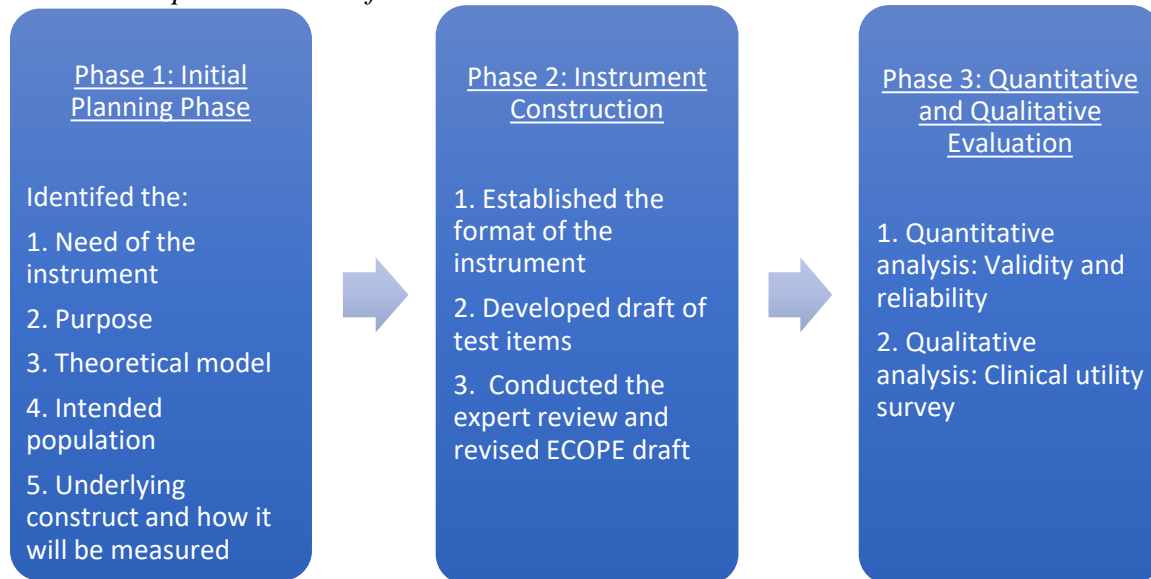 Phase 1: Initial
Planning Phase
Identifed the:
1. Need of the
instrument
2. Purpose
3. Theoretical model
4. Intended
population
5. Underlying
construct and how it
will be measured
Phase 2: Instrument
Construction
1. Established the
format of the
instrument
2. Developed draft of
test items
3.  Conducted the
expert review and
revised ECOPE draft
Phase 3: Quantitative
and Qualitative
Evaluation
1. Quantitative
analysis: Validity and
reliability
2. Qualitative
analysis: Clinical utility
survey